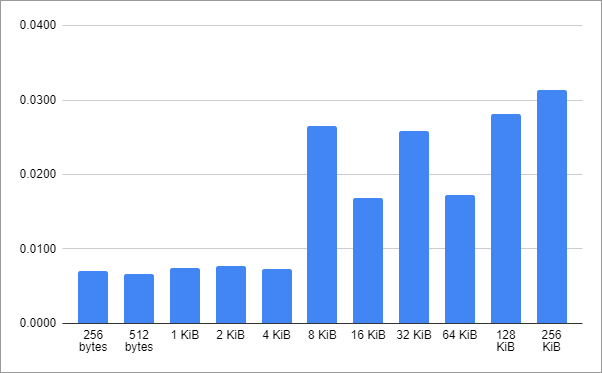 0.0400
0.0300
0.0200
0.0100
0.0000
256 bytes
512 bytes
1 KiB
2 KiB
4 KiB
8 KiB
16 KiB
32 KiB
64 KiB
128 KiB
256 KiB